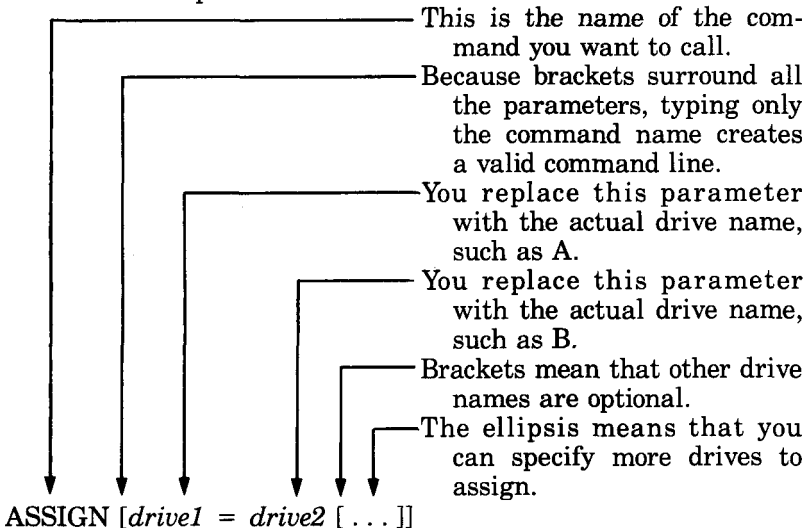 This is the name of the com-
mand you want to call.
Because brackets surround all
the parameters, typing only
the command name creates
a valid command line.
You replace this parameter
with the actual drive name,
such as A.
You replace this parameter
with the actual drive name,
such as B.
Brackets mean that other drive
names are optional.
The ellipsis means that you
can specify more drives to
assign.
ASSIGN [drive1 = drive2 [ . . . ]]